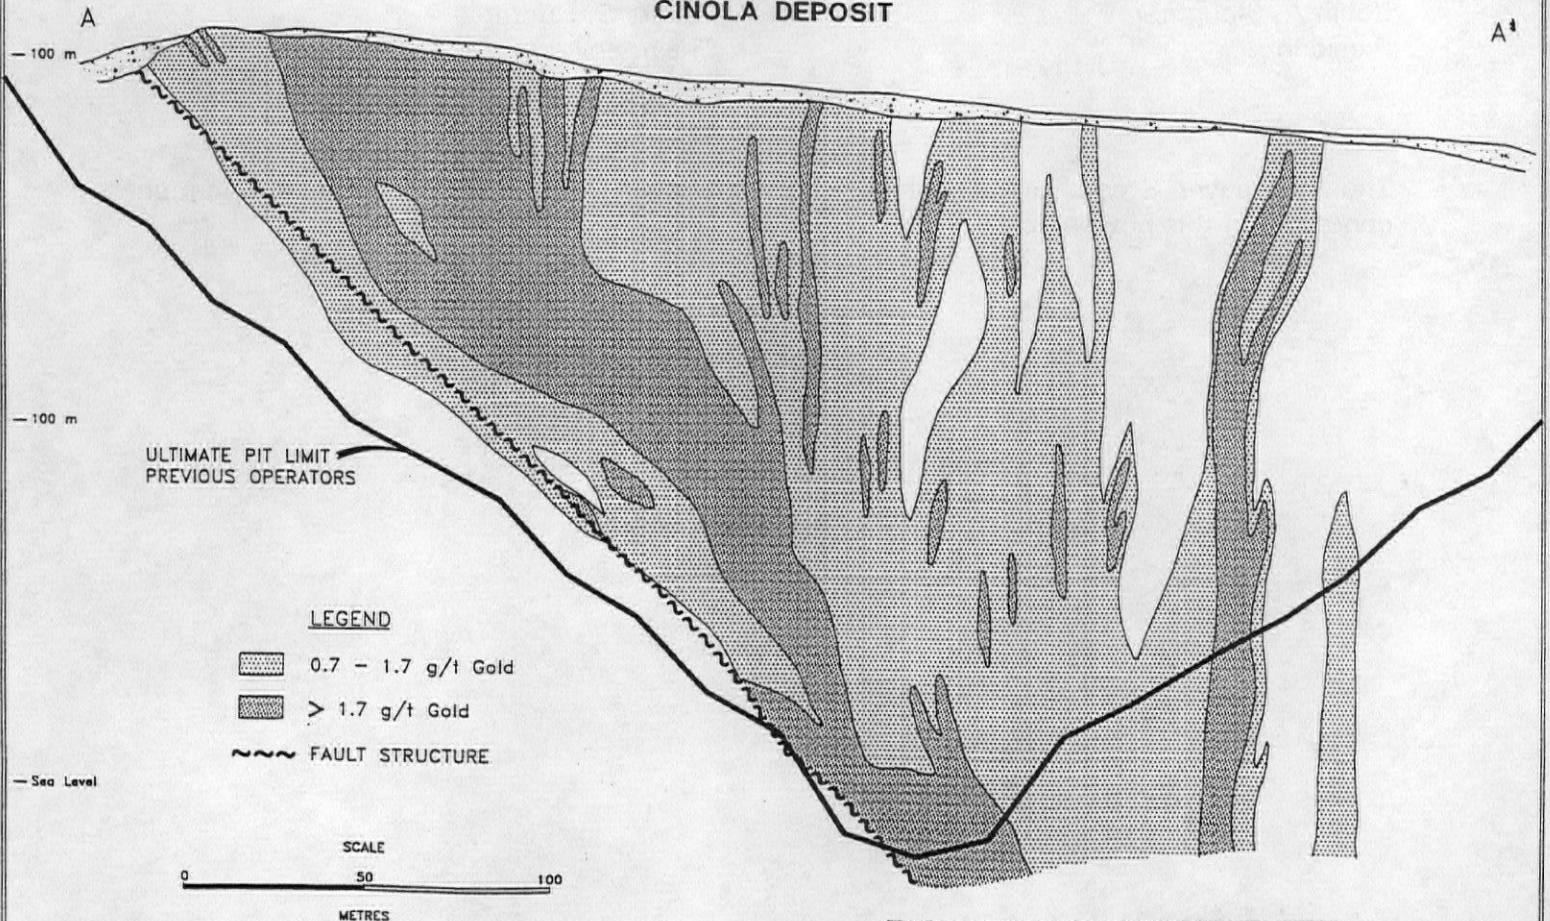 CINOLA DEPOSIT
A
A'
— 100 m
— 100 m
ULTIMATE PIT LIMIT
PREVIOUS OPERATORS
LEGEND
0.7 – 1.7 g/t Gold
> 1.7 g/t Gold
FAULT STRUCTURE
— Sea Level
SCALE
0 50 100
METRES